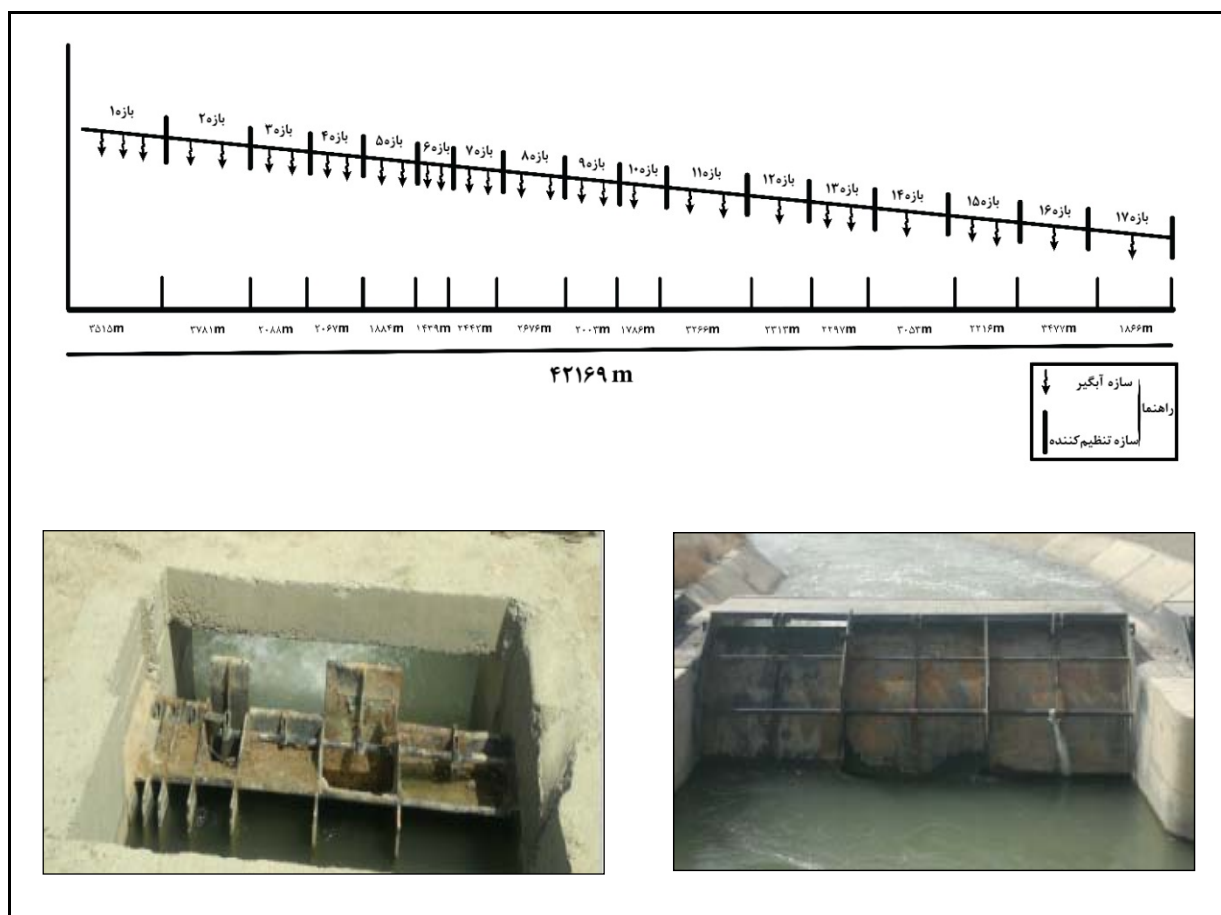 بازه۱ بازه۲ بازه۳ بازه۴ بازه۵ بازه۶ بازه۷ بازه۸ بازه۹ بازه۱۰ بازه۱۱ بازه۱۲ بازه۱۳ بازه۱۴ بازه۱۵ بازه۱۶ بازه۱۷
۳۵۱۵m ۳۷۸۱m ۲۰۸۸m ۲۰۶۷m ۱۸۸۴m ۱۴۳۹m ۲۴۴۲m ۲۶۷۶m ۲۰۰۳m ۱۷۸۶m ۳۲۶۶m ۲۳۱۳m ۲۲۹۷m ۳۰۵۳m ۲۲۱۶m ۳۴۷۷m ۱۸۶۶m
۴۲۱۶۹ m
راهنما
سازه آبگیر
سازه تنظیم‌کننده